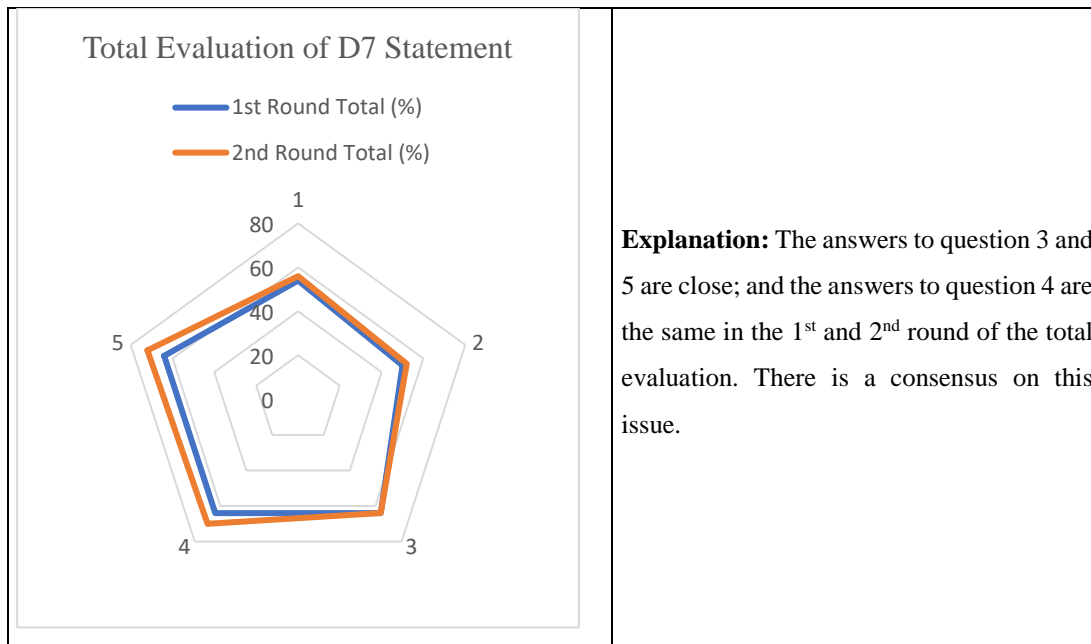 Total Evaluation of D7 Statement
1st Round Total (%)
2nd Round Total (%)
1
80
60
40
20
0
5
2
4
3
Explanation: The answers to question 3 and
5 are close; and the answers to question 4 are
the same in the 1st and 2nd round of the total
evaluation. There is a consensus on this
issue.